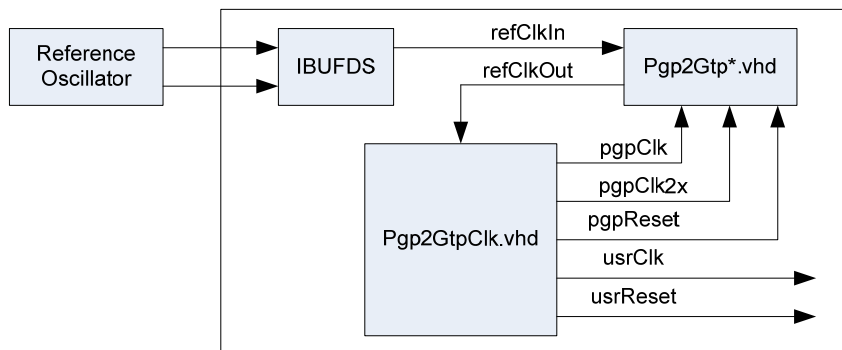 Reference
Oscillator
IBUFDS
refClkIn
refClkOut
Pgp2Gtp*.vhd
Pgp2GtpClk.vhd
pgpClk
pgpClk2x
pgpReset
usrClk
usrReset